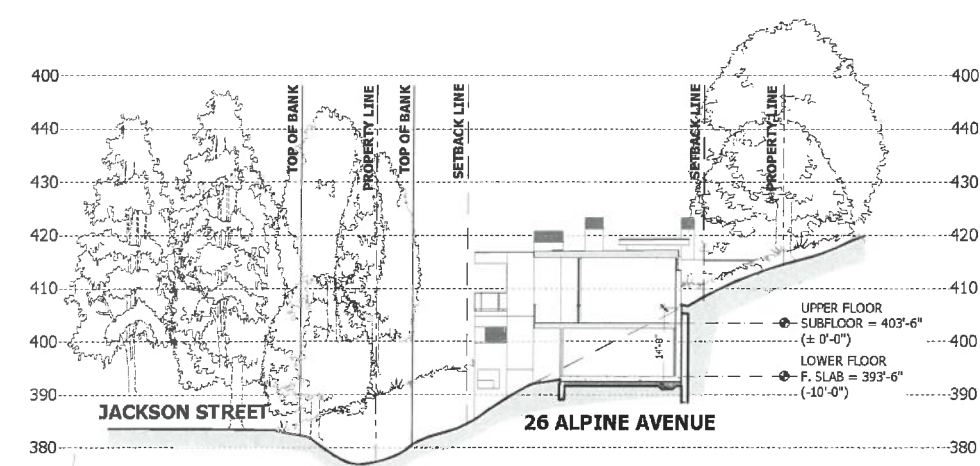 400 400
440 440
430 430
420 420
410 410
400 400
390 390
380 380
TOP OF BANK
PROPERTY LINE
TOP OF BANK
SETBACK LINE
SETBACK LINE
PROPERTY LINE
UPPER FLOOR
SUBFLOOR = 403'-6"
(± 0'-0")
LOWER FLOOR
F. SLAB = 393'-6"
(-10'-0")
14'-8"
JACKSON STREET
26 ALPINE AVENUE